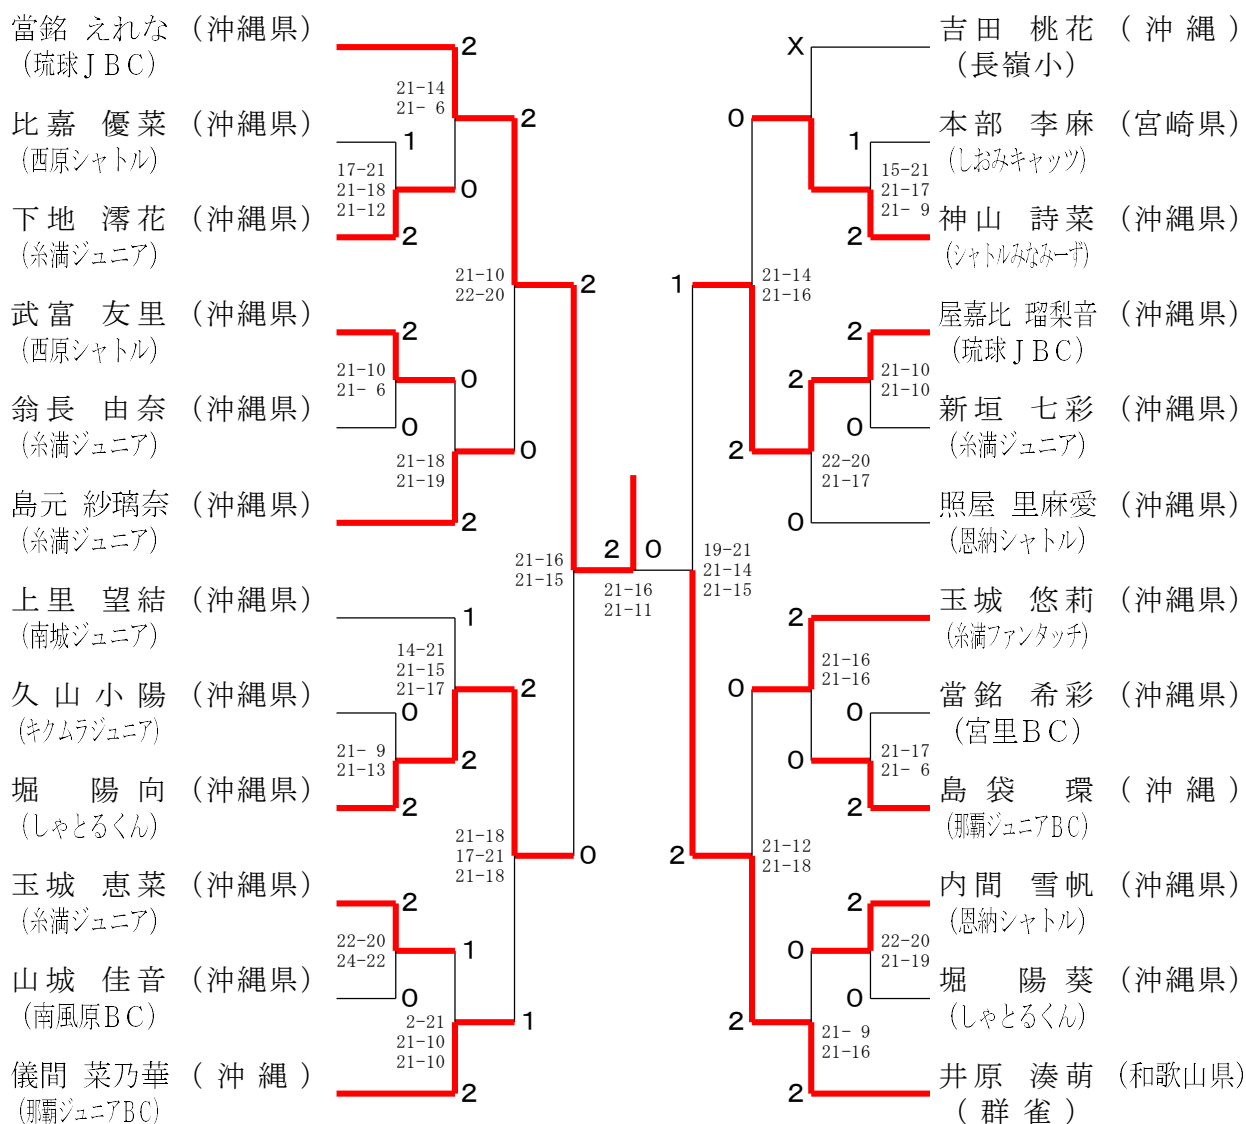 當銘 えれな (沖縄県)
(琉球JBC)
2
21-14
21- 6
2
比嘉 優菜 (沖縄県)
(西原シャトル)
1
17-21
21-18
21-12
0
下地 澪花 (沖縄県)
(糸満ジュニア)
2
21-10
22-20
2
武富 友里 (沖縄県)
(西原シャトル)
2
21-10
21- 6
0
翁長 由奈 (沖縄県)
(糸満ジュニア)
0
21-18
21-19
0
島元 紗璃奈 (沖縄県)
(糸満ジュニア)
2
21-16
21-15
上里 望結 (沖縄県)
(南城ジュニア)
1
14-21
21-15
21-17
2
久山小陽 (沖縄県)
(キクムラジュニア)
0
21- 9
21-13
2
堀 陽向 (沖縄県)
(しゃとるくん)
2
21-18
17-21
21-18
0
玉城 恵菜 (沖縄県)
(糸満ジュニア)
2
22-20
24-22
1
山城 佳音 (沖縄県)
(南風原BC)
0
2-21
21-10
21-10
1
儀間 菜乃華 (沖縄)
(那覇ジュニアBC)
2
2 0
21-16
21-11
吉田 桃花 (沖縄)
(長嶺小)
X
0
本部 李麻 (宮崎県)
(しおみキャッツ)
1
15-21
21-17
21- 9
神山 詩菜 (沖縄県)
(シャトルみなみーず)
2
21-14
21-16
1
屋嘉比 瑠梨音 (沖縄県)
(琉球JBC)
2
21-10
21-10
2
新垣 七彩 (沖縄県)
(糸満ジュニア)
0
22-20
21-17
2
照屋 里麻愛 (沖縄県)
(恩納シャトル)
0
19-21
21-14
21-15
玉城 悠莉 (沖縄県)
(糸満ファンタッチ)
2
21-16
21-16
0
當銘 希彩 (沖縄県)
(宮里BC)
0
21-17
21- 6
0
島袋 環 (沖縄)
(那覇ジュニアBC)
2
21-12
21-18
2
内間 雪帆 (沖縄県)
(恩納シャトル)
2
22-20
21-19
0
堀 陽葵 (沖縄県)
(しゃとるくん)
0
21- 9
21-16
2
井原 湊萌 (和歌山県)
(群雀)
2